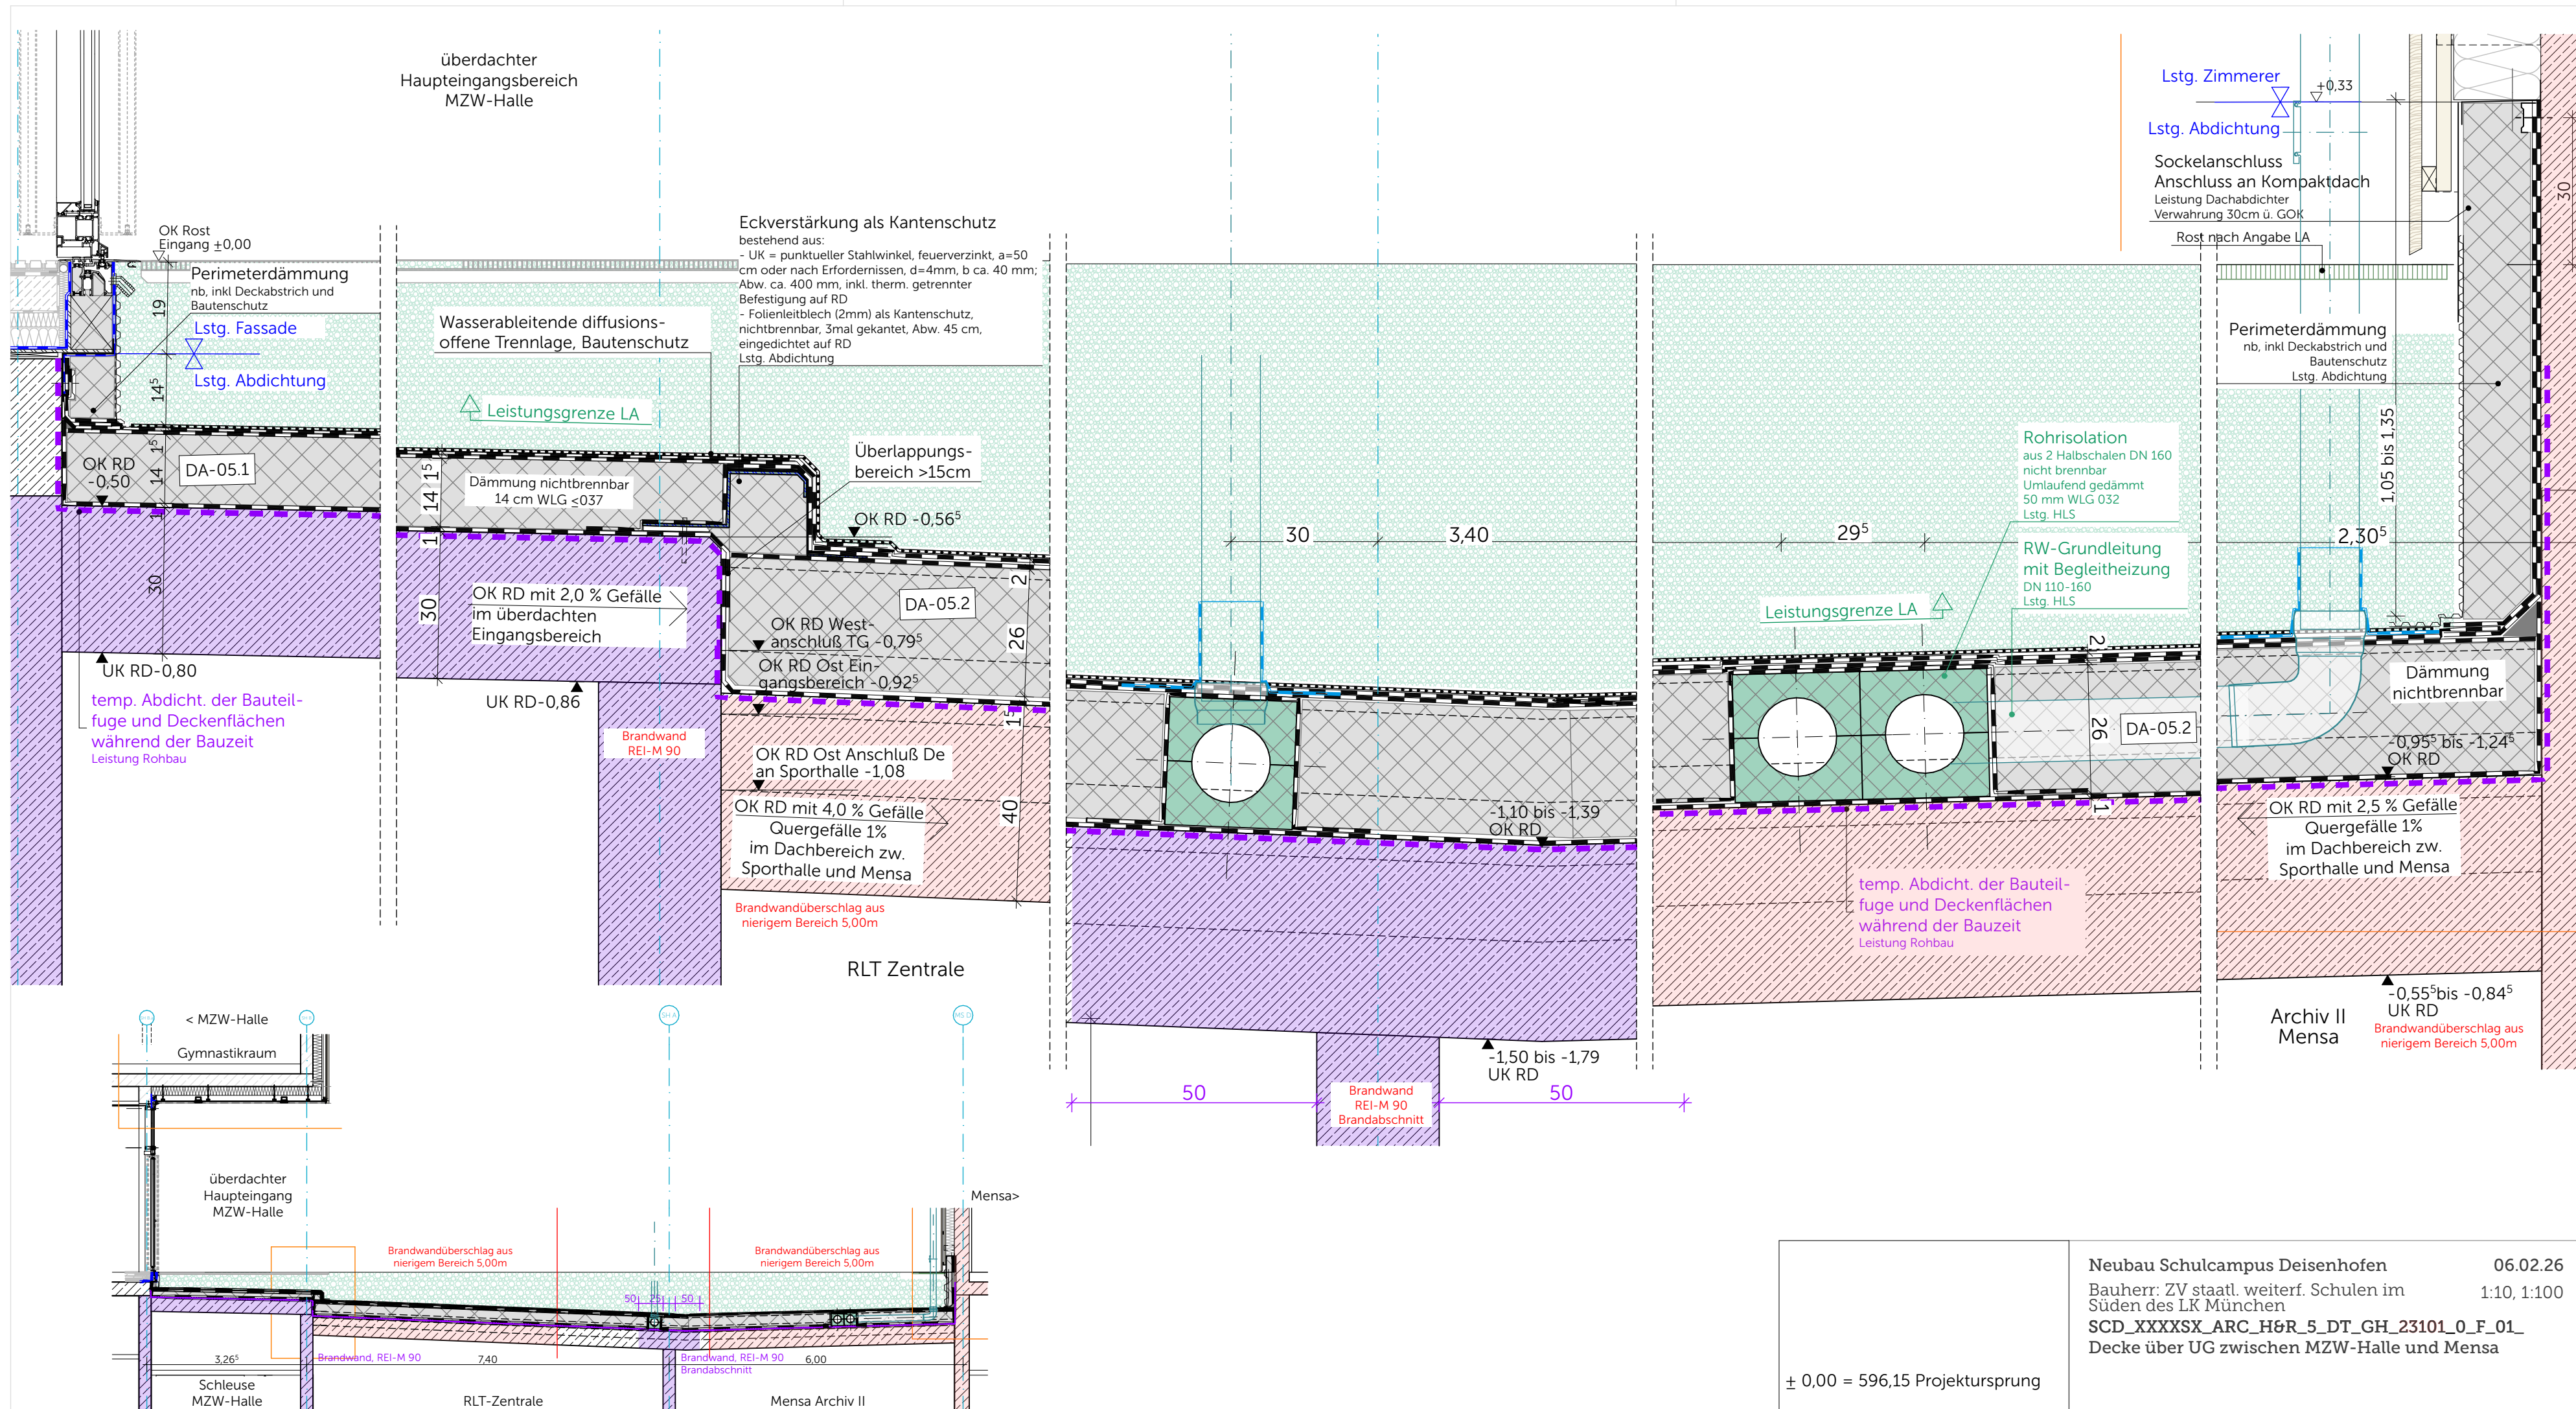 überdachter
Haupteingangsbereich
MZW-Halle
OK Rost
Eingang ±0,00
Perimeterdämmung
nb, inkl Deckabstrich und
Bautenschutz
Lstg. Fassade
Lstg. Abdichtung
19
14⁵
1⁵
14
1
30
OK RD
-0,50
DA-05.1
UK RD-0,80
temp. Abdicht. der Bauteil-
fuge und Deckenflächen
während der Bauzeit
Leistung Rohbau
Wasserableitende diffusions-
offene Trennlage, Bautenschutz
Leistungsgrenze LA
1⁵
14
1
30
Dämmung nichtbrennbar
14 cm WLG ≤037
OK RD mit 2,0 % Gefälle
im überdachten
Eingangsbereich
UK RD-0,86
Brandwand
REI-M 90
Eckverstärkung als Kantenschutz
bestehend aus:
- UK = punktueller Stahlwinkel, feuerverzinkt, a=50
cm oder nach Erfordernissen, d=4mm, b ca. 40 mm;
Abw. ca. 400 mm, inkl. therm. getrennter
Befestigung auf RD
- Folienleitblech (2mm) als Kantenschutz,
nichtbrennbar, 3mal gekantet, Abw. 45 cm,
eingedichtet auf RD
Lstg. Abdichtung
Überlappungs-
bereich >15cm
OK RD -0,56⁵
DA-05.2
2
26
1⁵
40
OK RD West-
anschluß TG -0,79⁵
OK RD Ost Ein-
gangsbereich -0,92⁵
OK RD Ost Anschluß De
an Sporthalle -1,08
OK RD mit 4,0 % Gefälle
Quergefälle 1%
im Dachbereich zw.
Sporthalle und Mensa
Brandwandüberschlag aus
nierigem Bereich 5,00m
RLT Zentrale
30
3,40
-1,10 bis -1,39
OK RD
-1,50 bis -1,79
UK RD
50
Brandwand
REI-M 90
Brandabschnitt
50
29⁵
Leistungsgrenze LA
Rohrisolation
aus 2 Halbschalen DN 160
nicht brennbar
Umlaufend gedämmt
50 mm WLG 032
Lstg. HLS
RW-Grundleitung
mit Begleitheizung
DN 110-160
Lstg. HLS
2
26
1
DA-05.2
temp. Abdicht. der Bauteil-
fuge und Deckenflächen
während der Bauzeit
Leistung Rohbau
Lstg. Zimmerer
+0,33
Lstg. Abdichtung
Sockelanschluss
Anschluss an Kompaktdach
Leistung Dachabdichter
Verwahrung 30cm ü. GOK
Rost nach Angabe LA
30
Perimeterdämmung
nb, inkl Deckabstrich und
Bautenschutz
Lstg. Abdichtung
1,05 bis 1,35
2,30⁵
Dämmung
nichtbrennbar
-0,95⁵ bis -1,24⁵
OK RD
OK RD mit 2,5 % Gefälle
Quergefälle 1%
im Dachbereich zw.
Sporthalle und Mensa
-0,55⁵bis -0,84⁵
UK RD
Archiv II
Mensa
Brandwandüberschlag aus
nierigem Bereich 5,00m
< MZW-Halle
SH A
MS D
Gymnastikraum
überdachter
Haupteingang
MZW-Halle
Mensa>
Brandwandüberschlag aus
nierigem Bereich 5,00m
Brandwandüberschlag aus
nierigem Bereich 5,00m
50
25
50
3,26⁵
Brandwand, REI-M 90
7,40
Brandwand, REI-M 90
Brandabschnitt
6,00
Schleuse
MZW-Halle
RLT-Zentrale
Mensa Archiv II
± 0,00 = 596,15 Projektursprung
Neubau Schulcampus Deisenhofen
06.02.26
Bauherr: ZV staatl. weiterf. Schulen im
Süden des LK München
1:10, 1:100
SCD_XXXXSX_ARC_H&R_5_DT_GH_23101_0_F_01_
Decke über UG zwischen MZW-Halle und Mensa